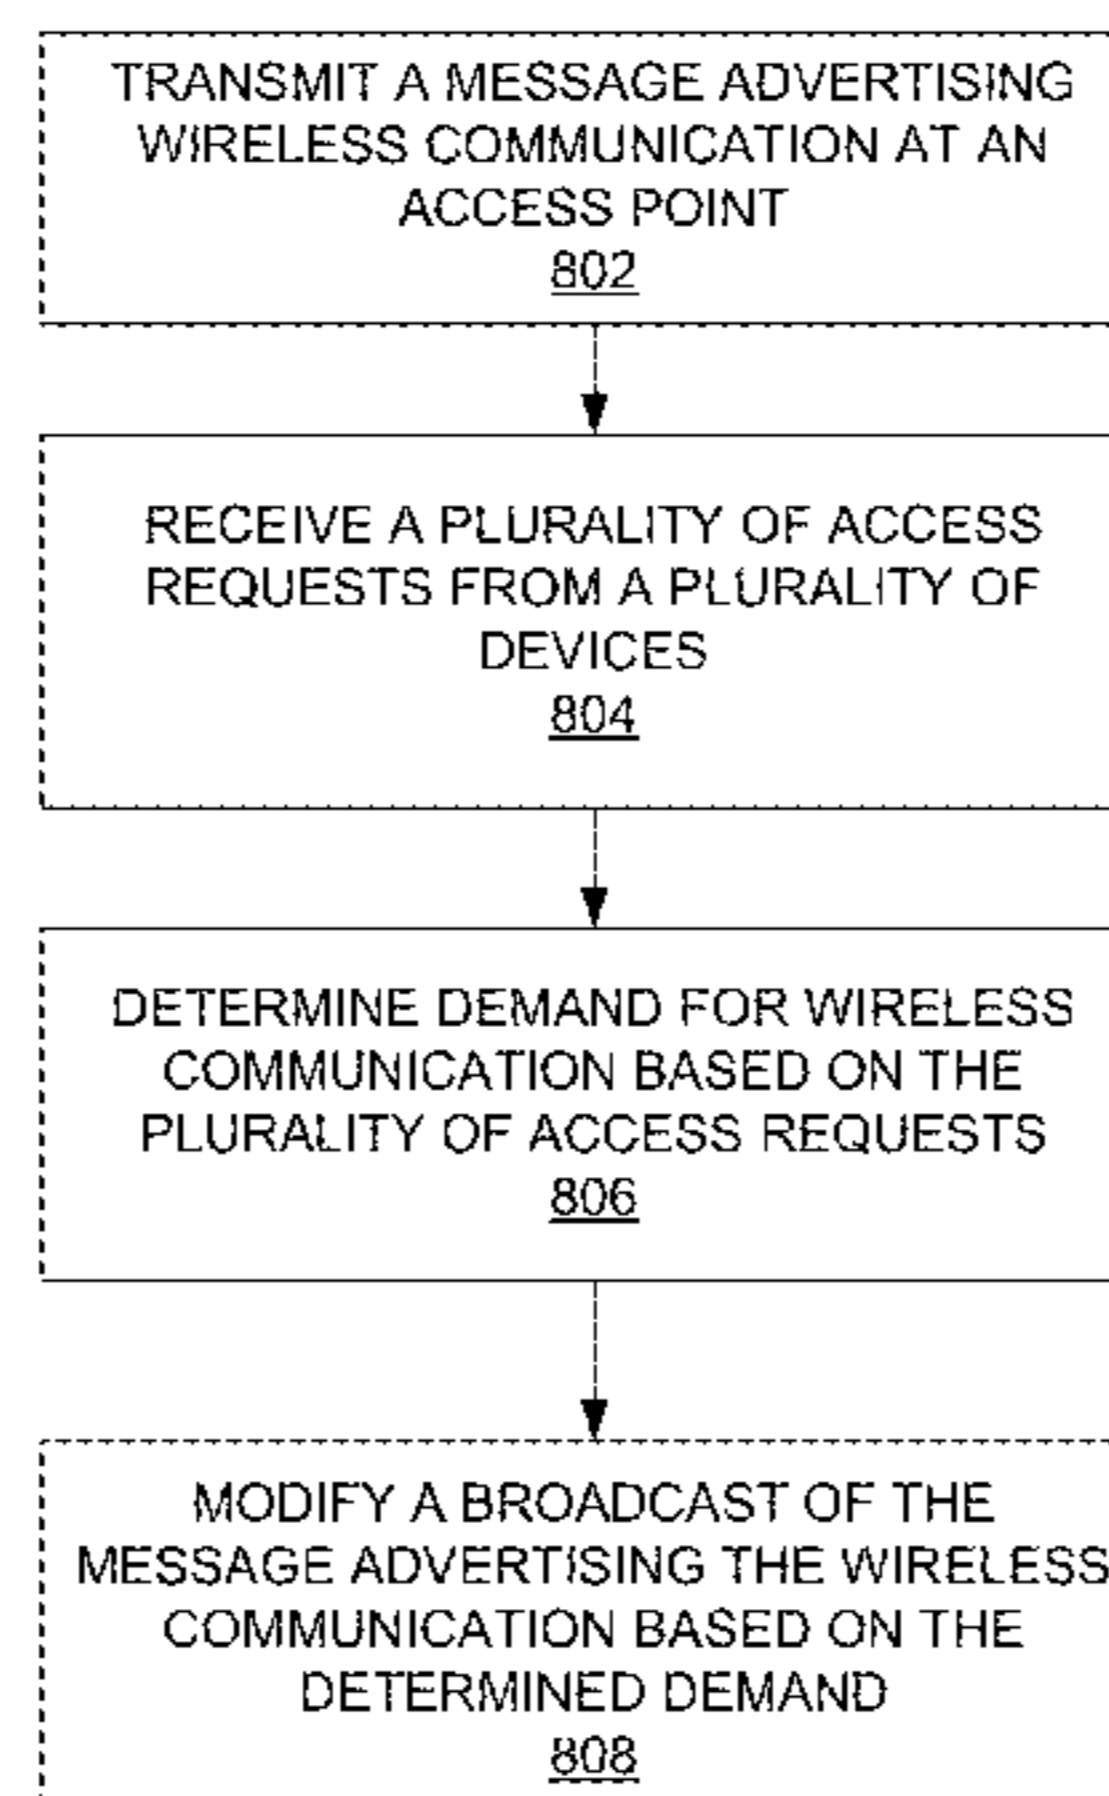 TRANSMIT A MESSAGE ADVERTISING
WIRELESS COMMUNICATION AT AN
ACCESS POINT
802
RECEIVE A PLURALITY OF ACCESS
REQUESTS FROM A PLURALITY OF
DEVICES
804
DETERMINE DEMAND FOR WIRELESS
COMMUNICATION BASED ON THE
PLURALITY OF ACCESS REQUESTS
806
MODIFY A BROADCAST OF THE
MESSAGE ADVERTISING THE WIRELESS
COMMUNICATION BASED ON THE
DETERMINED DEMAND
808